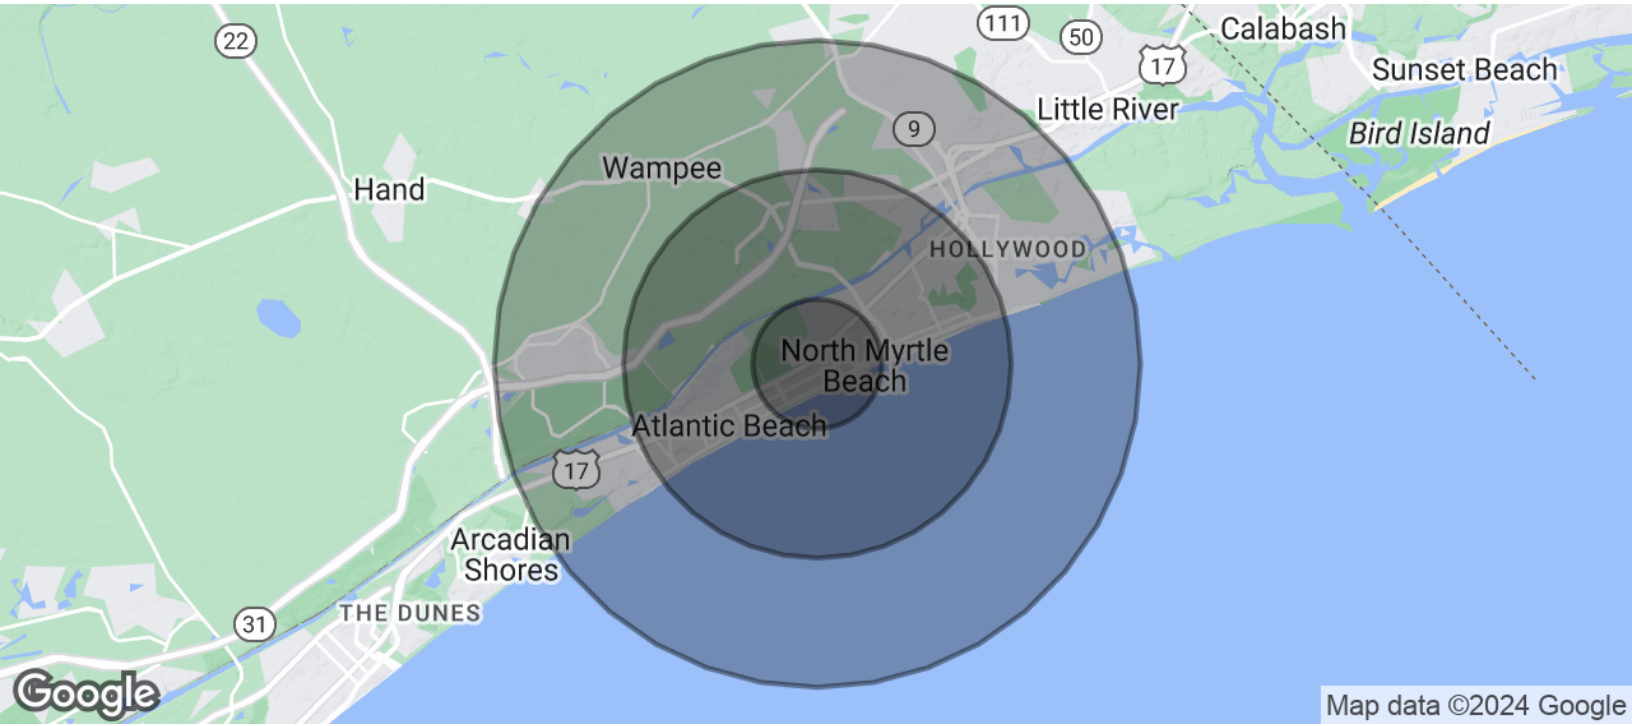 22
111
50
17
Calabash
Sunset Beach
Little River
9
Bird Island
Wampee
Hand
HOLLYWOOD
North Myrtle
Beach
Atlantic Beach
17
Arcadian
Shores
THE DUNES
31
Google
Map data ©2024 Google